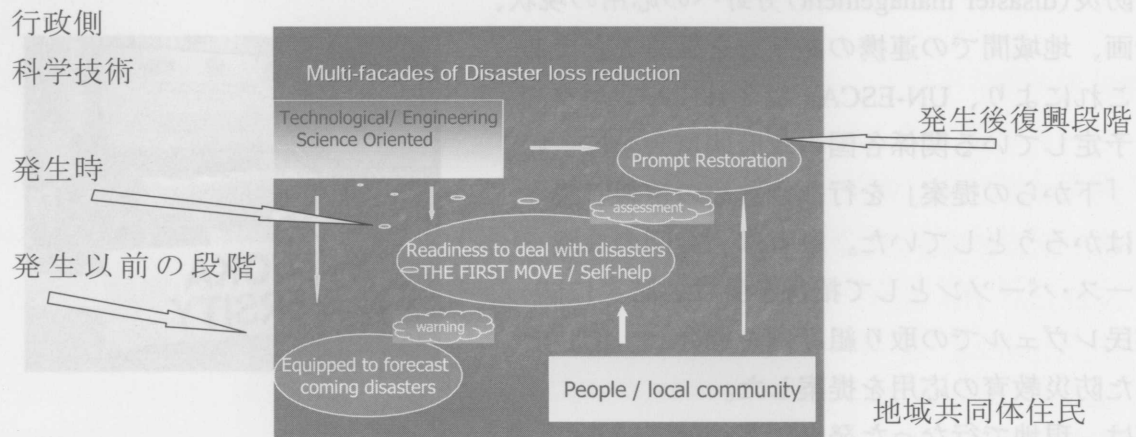 行政側
科学技術
Multi-facades of Disaster loss reduction
Technological/ Engineering
Science Oriented
発生後復興段階
Prompt Restoration
発生時
assessment
Readiness to deal with disasters
THE FIRST MOVE / Self-help
発生以前の段階
warning
Equipped to forecast
coming disasters
People / local community
地域共同体住民